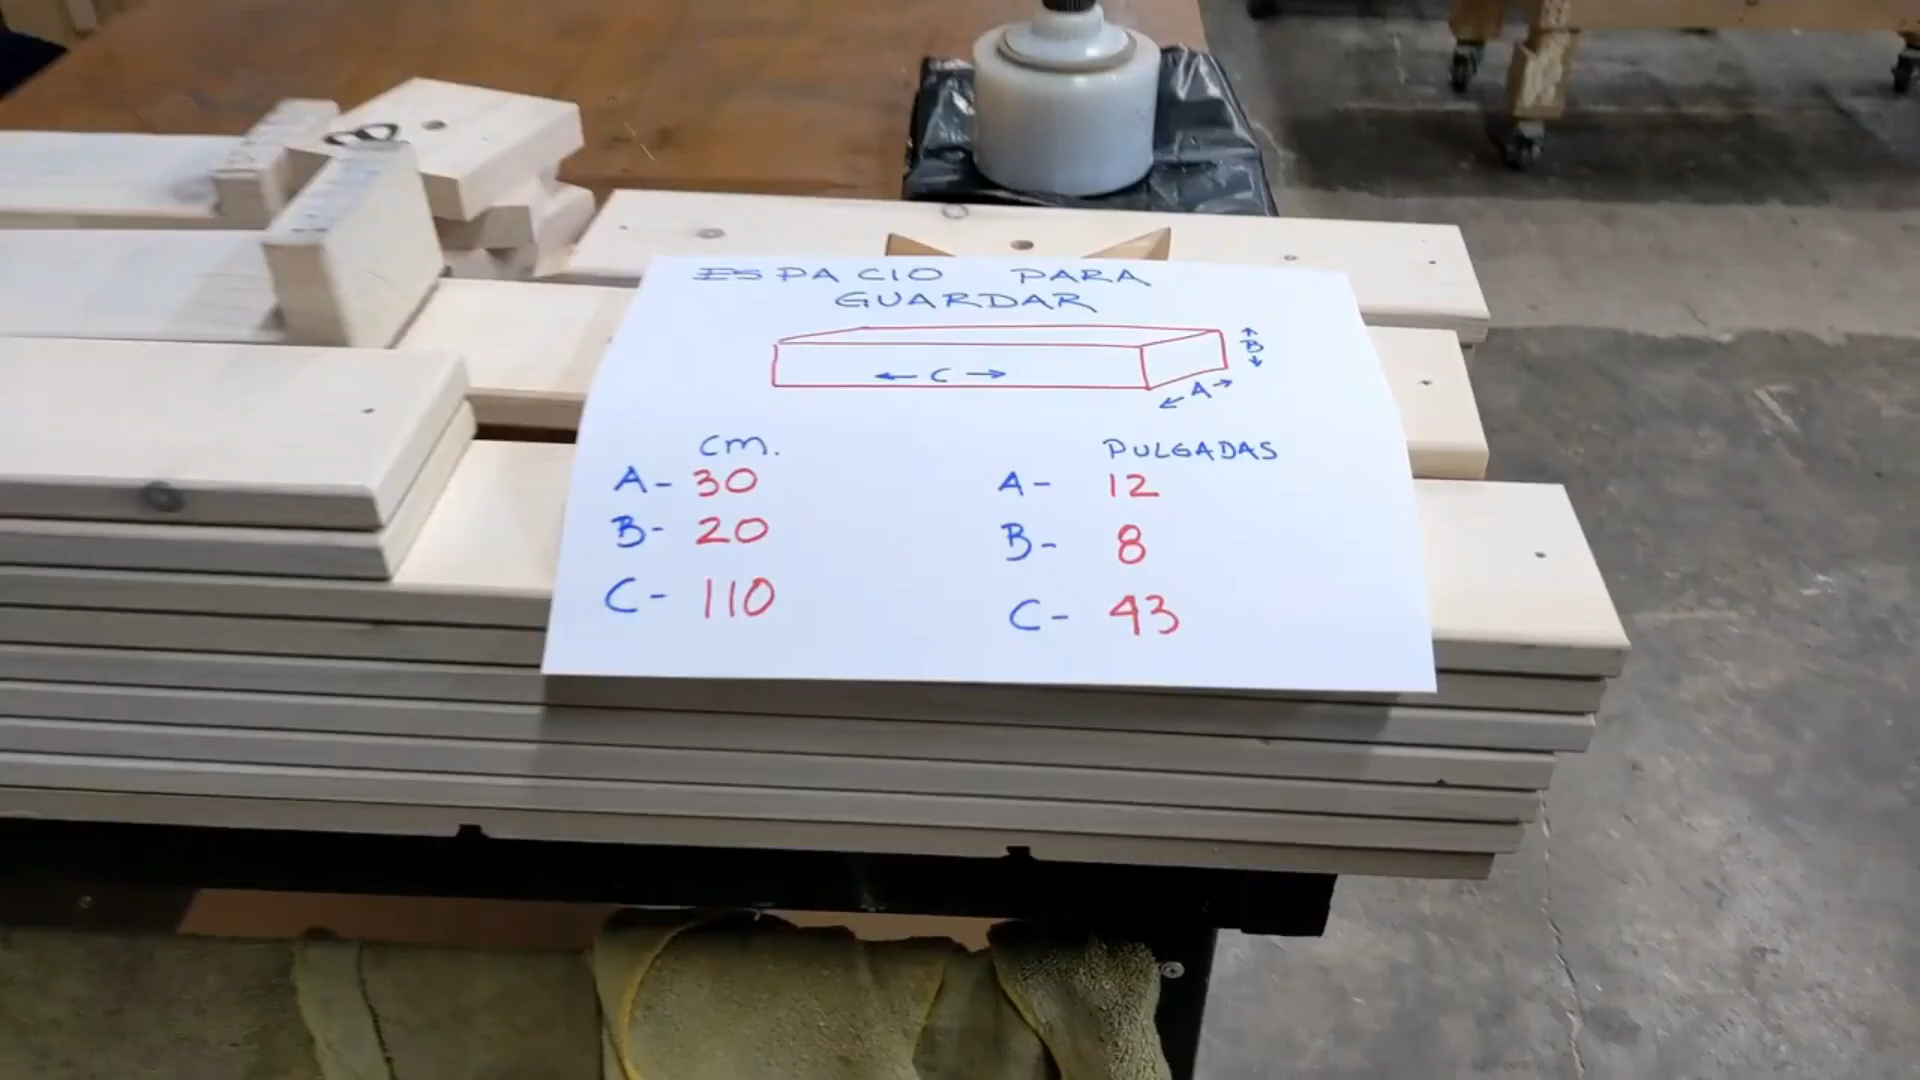 ESPACIO PARA
GUARDAR
B
← C →
← A →
cm.
A- 30
B- 20
C- 110
PULGADAS
A- 12
B- 8
C- 43